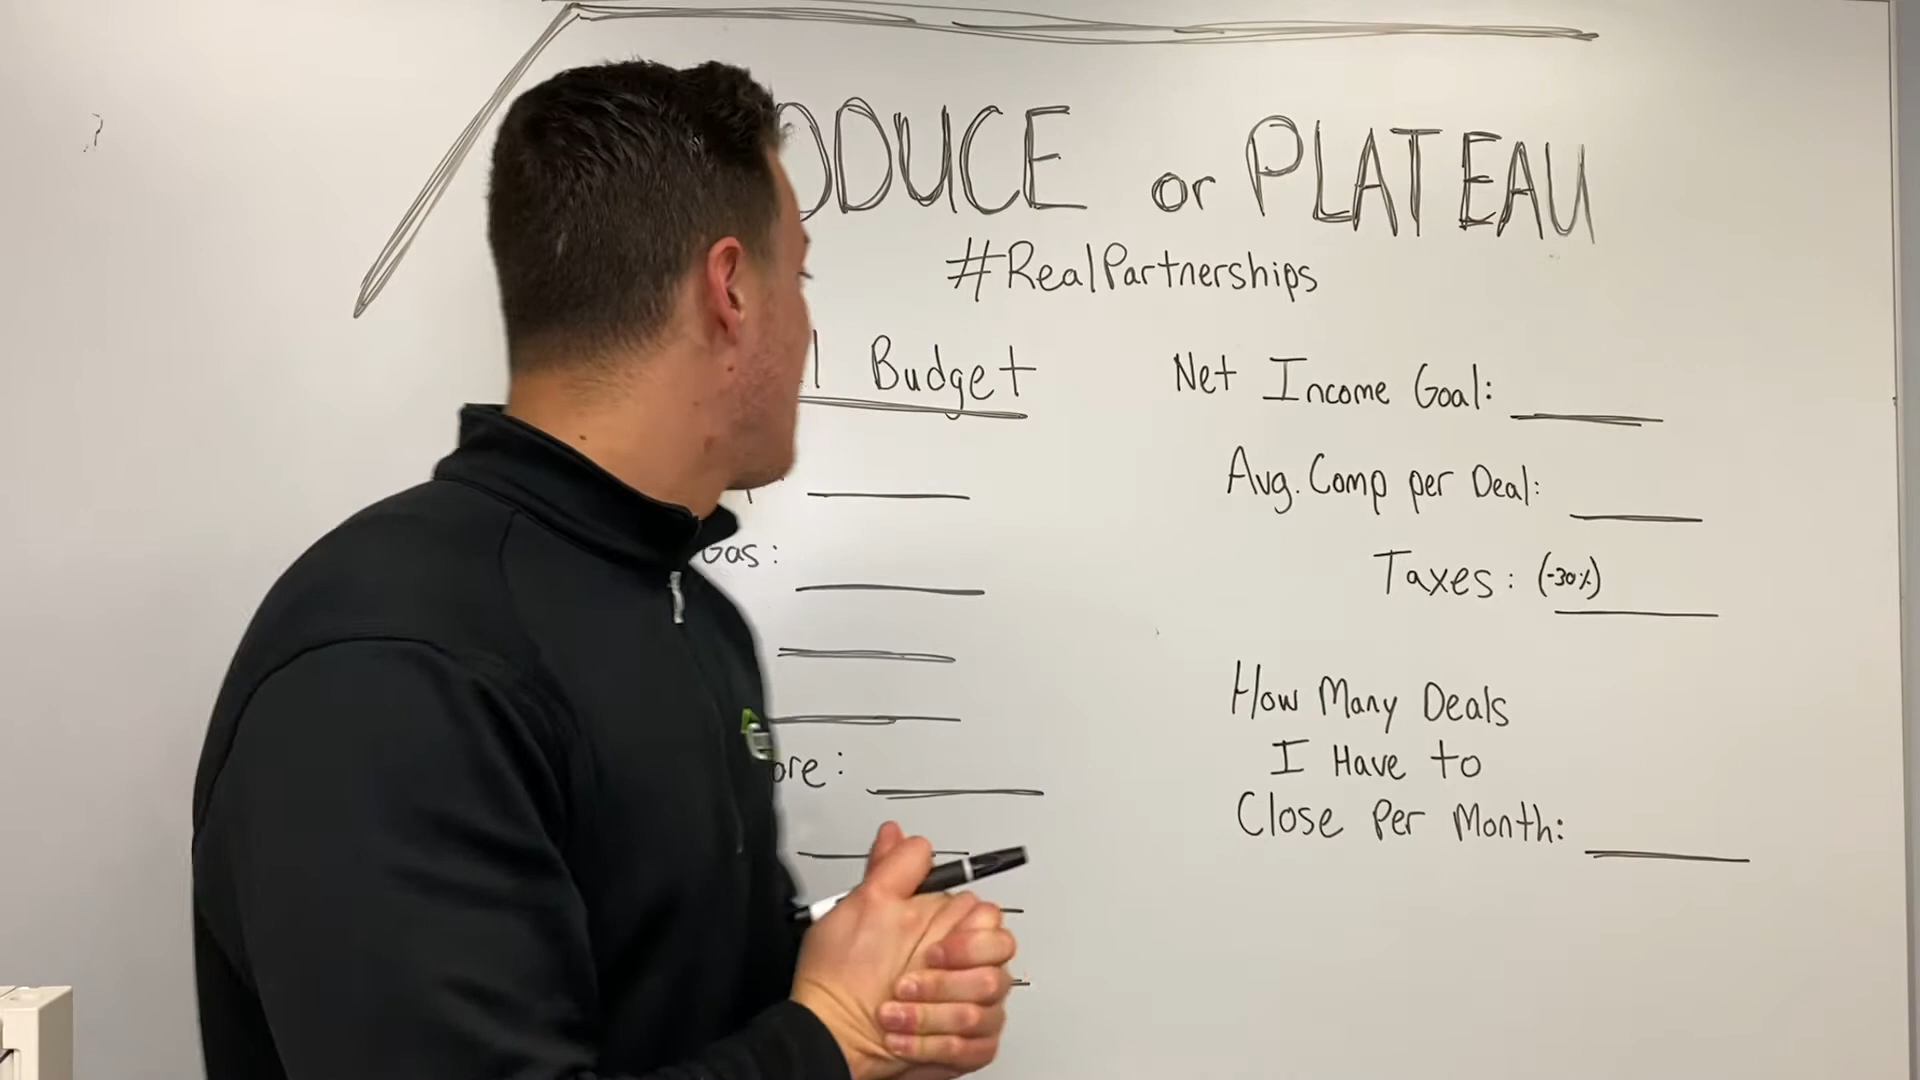 ODUCE or PLATEAU
#RealPartnerships
Budget
Gas:
Net Income Goal:
Avg. Comp per Deal:
Taxes: (-30%)
How Many Deals
I Have to
Close Per Month: